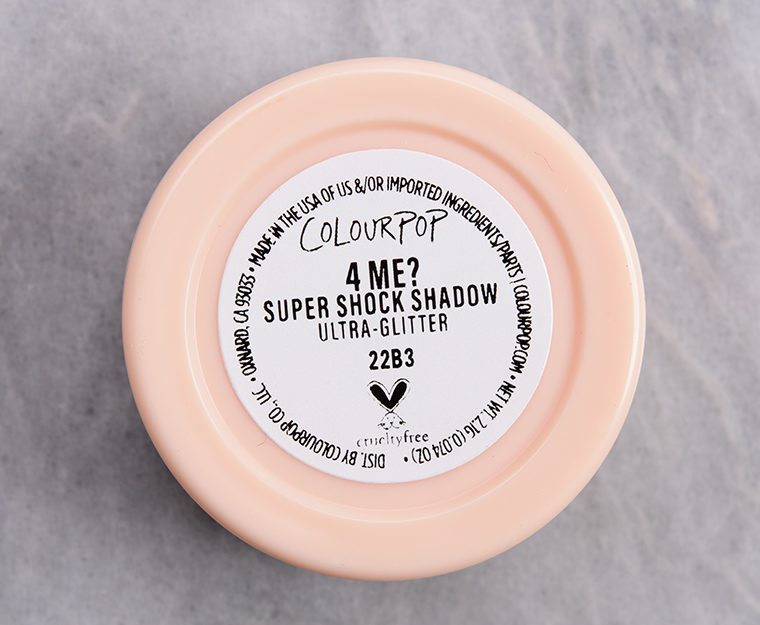 COLOURPOP
4 ME?
SUPER SHOCK SHADOW
ULTRA-GLITTER
22B3
crueltyfree
DIST. BY COLOURPOP CO., LLC. • OXNARD, CA 93033 • MADE IN THE USA OF US &/OR IMPORTED INGREDIENTS/PARTS | COLOURPOP.COM • NET WT. 2.1G (0.074 OZ) •